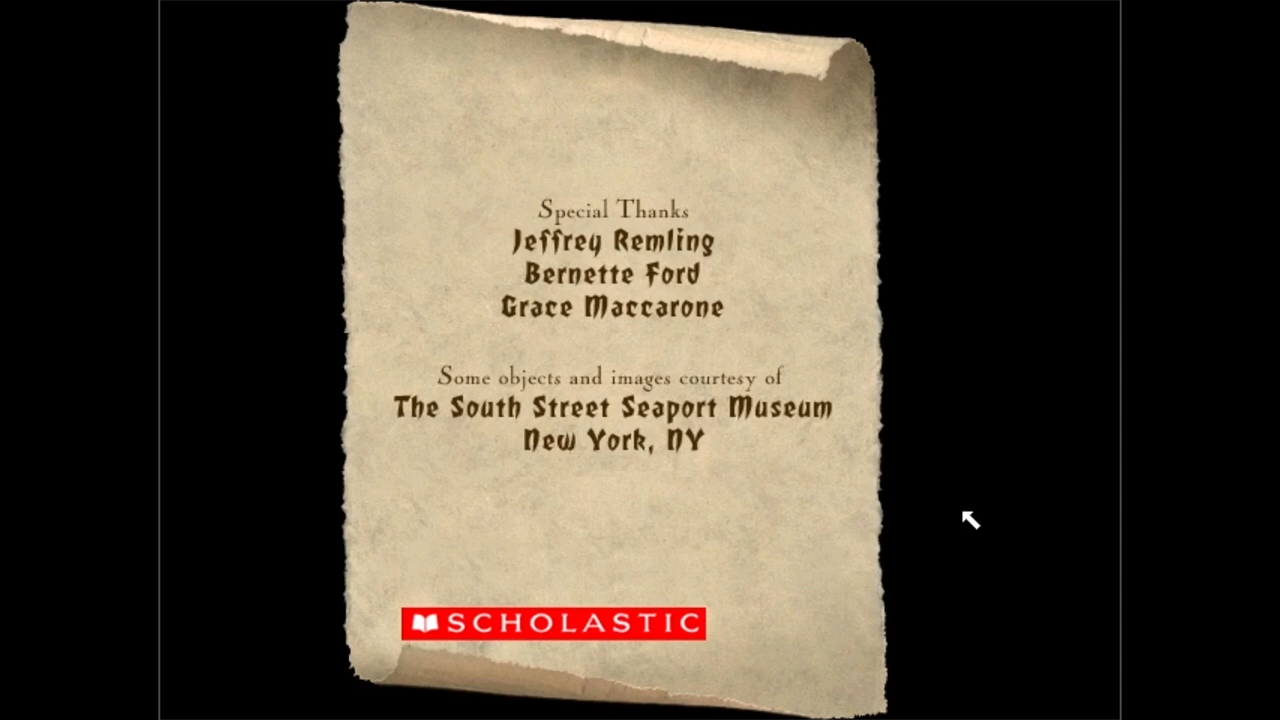 Special Thanks
Jeffrey Remling
Bernette Ford
Grace Maccarone
Some objects and images courtesy of
The South Street Seaport Museum
New York, NY
SCHOLASTIC